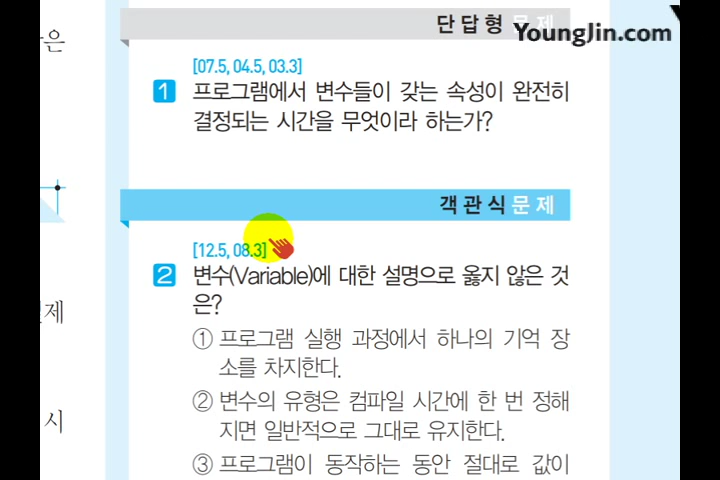 단답형 문제
YoungJin.com
은
[07.5, 04.5, 03.3]
1 프로그램에서 변수들이 갖는 속성이 완전히
결정되는 시간을 무엇이라 하는가?
객관식 문제
[12.5, 08.3]
2 변수(Variable)에 대한 설명으로 옳지 않은 것
은?
① 프로그램 실행 과정에서 하나의 기억 장
소를 차지한다.
제
② 변수의 유형은 컴파일 시간에 한 번 정해
지면 일반적으로 그대로 유지한다.
시
③ 프로그램이 동작하는 동안 절대로 값이